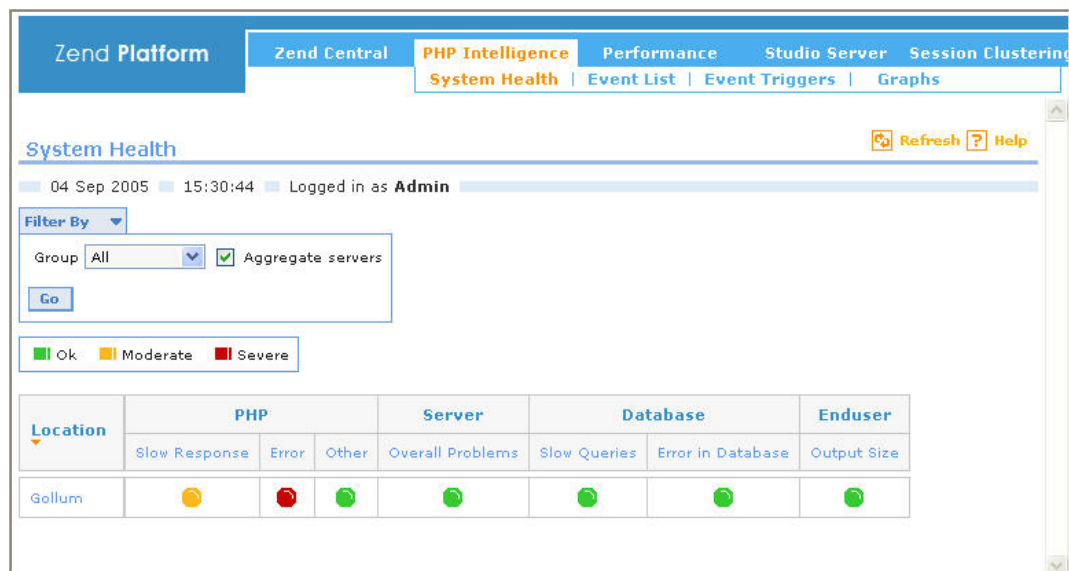 Zend Platform
Zend Central PHP Intelligence Performance Studio Server Session Clustering
System Health | Event List | Event Triggers | Graphs
System Health
Refresh ? Help
04 Sep 2005 15:30:44 Logged in as Admin
Filter By
Group All Aggregate servers
Go
Ok Moderate Severe
Location PHP Server Database Enduser
Slow Response Error Other Overall Problems Slow Queries Error in Database Output Size
Gollum